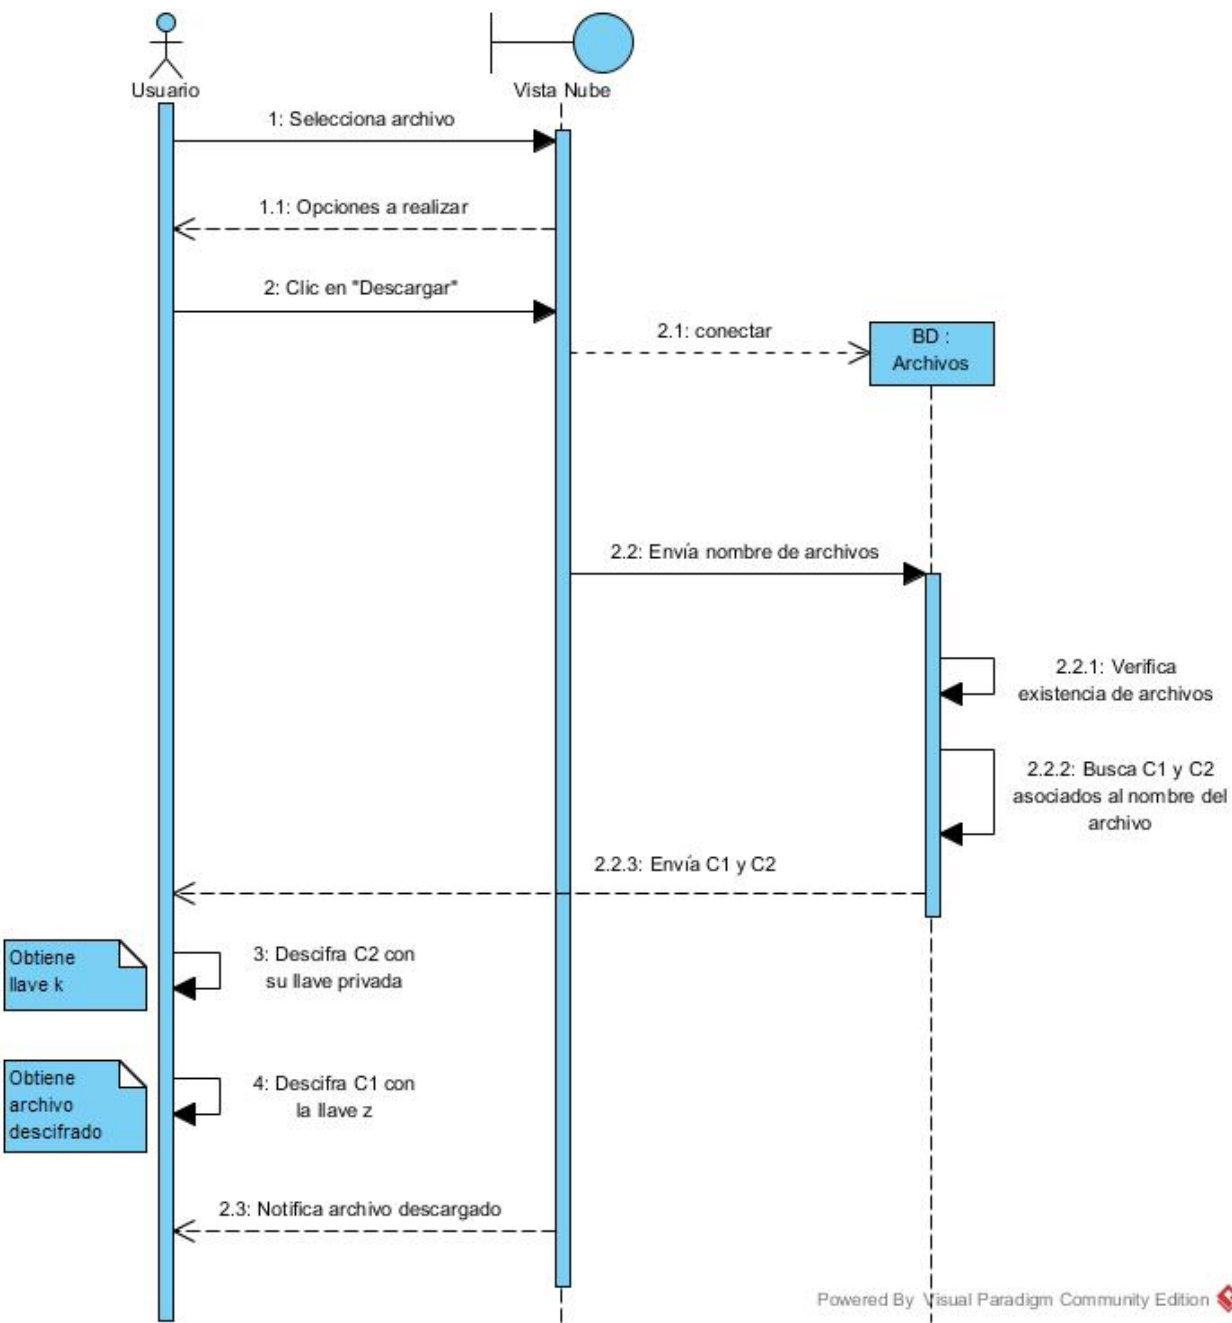 Usuario
Vista Nube
1: Selecciona archivo
1.1: Opciones a realizar
2: Clic en "Descargar"
2.1: conectar
BD :
Archivos
2.2: Envía nombre de archivos
2.2.1: Verifica
existencia de archivos
2.2.2: Busca C1 y C2
asociados al nombre del
archivo
2.2.3: Envía C1 y C2
Obtiene
llave k
3: Descifra C2 con
su llave privada
Obtiene
archivo
descifrado
4: Descifra C1 con
la llave z
2.3: Notifica archivo descargado
Powered By Visual Paradigm Community Edition